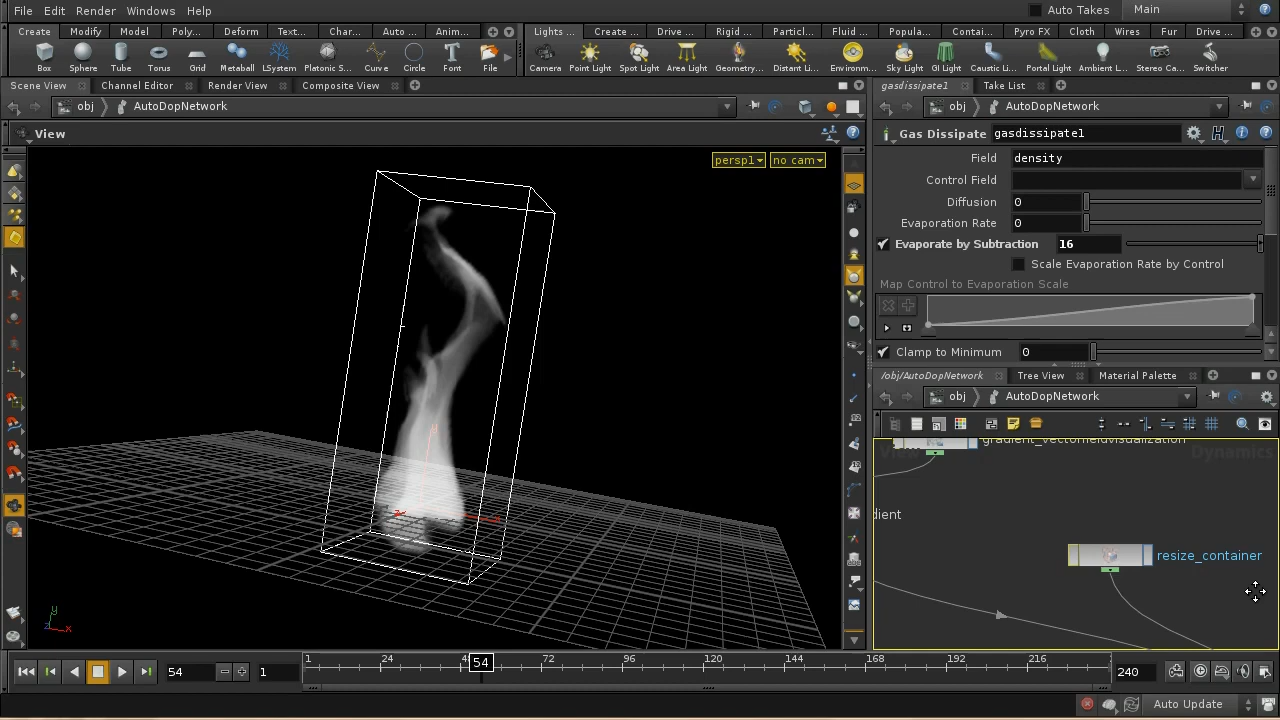 File Edit Render Windows Help Auto Takes Main
Create Modify Model Poly... Deform Text... Char... Auto ... Anim... Lights ... Create ... Drive ... Rigid ... Particl... Fluid ... Popula... Contai... Pyro FX Cloth Wires Fur Drive ...
Box Sphere Tube Torus Grid Metaball LSystem Platonic S... Curve Circle Font File Camera Point Light Spot Light Area Light Geometry... Distant Li... Environm... Sky Light GI Light Caustic Li... Portal Light Ambient L... Stereo Ca... Switcher
Scene View Channel Editor Render View Composite View gasdissipate1 Take List
obj AutoDopNetwork obj AutoDopNetwork
View Gas Dissipate gasdissipate1
persp1 no cam
Field density
Control Field
Diffusion 0
Evaporation Rate 0
Evaporate by Subtraction 16
Scale Evaporation Rate by Control
Map Control to Evaporation Scale
Clamp to Minimum 0
/obj/AutoDopNetwork Tree View Material Palette
obj AutoDopNetwork
gradient_vectorfieldvisualization
View Dynamics
dient
resize_container
y
z x
y
z x
54 1 1 24 54 72 96 120 144 168 192 216 240
Auto Update